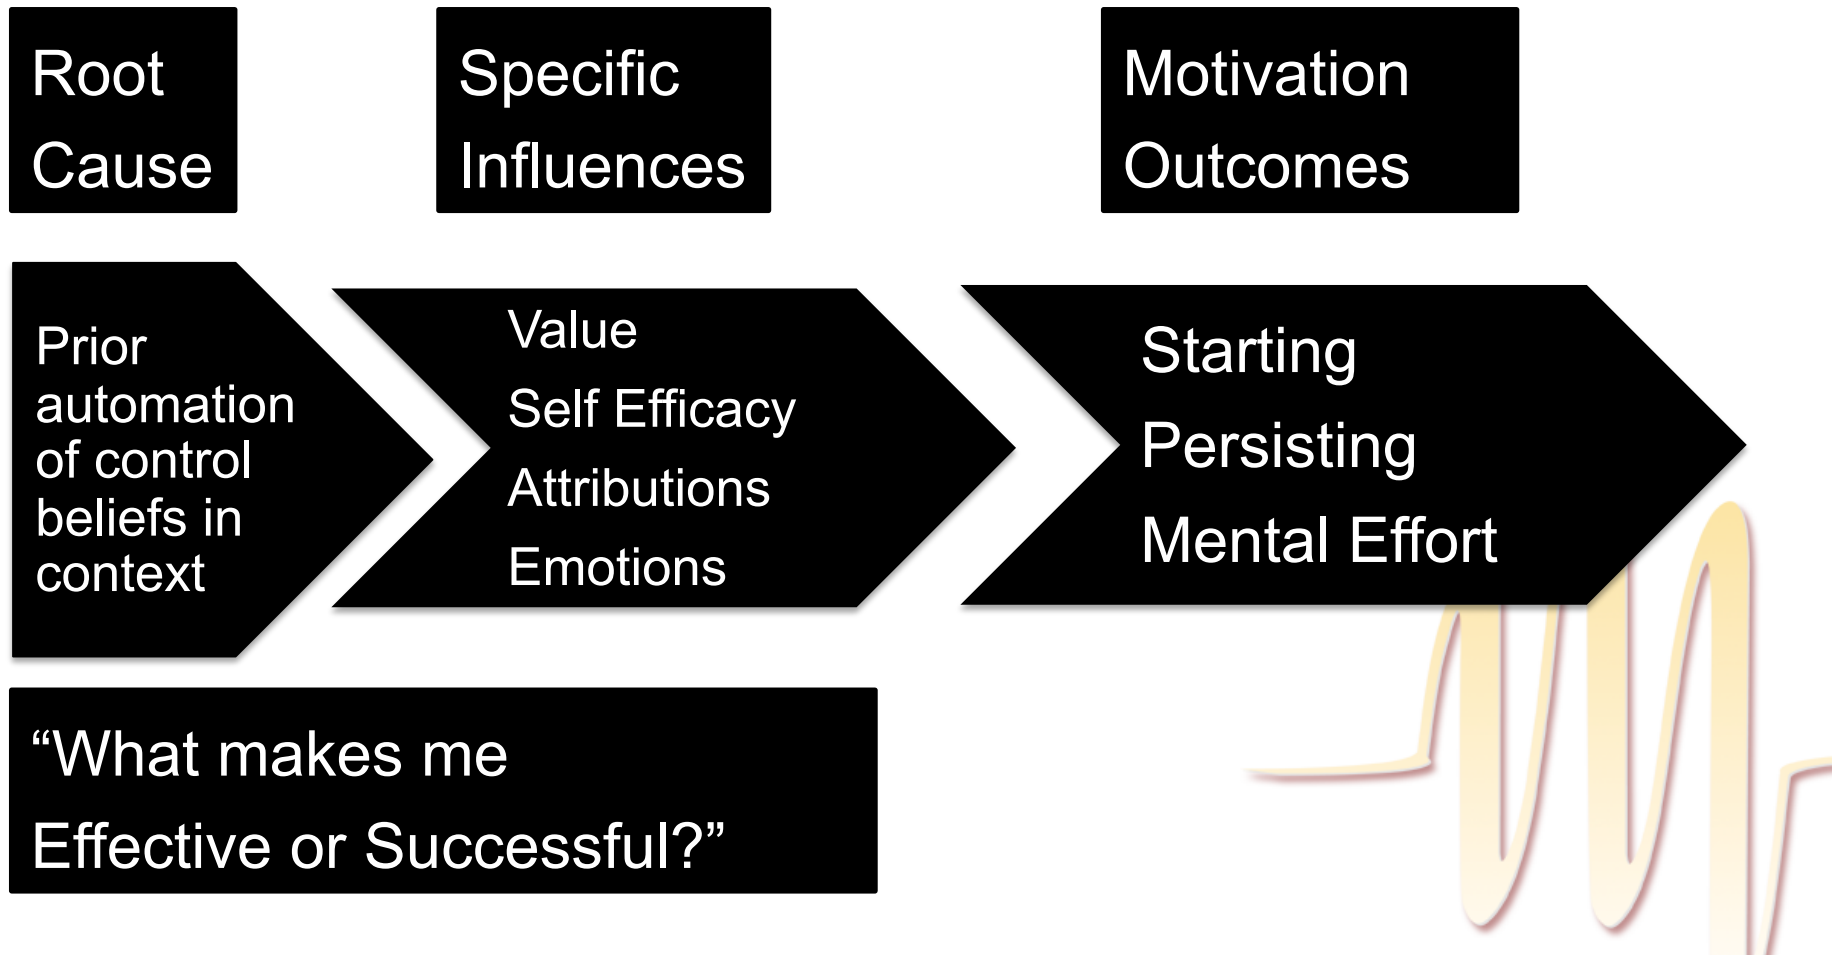 Root
Cause
Specific
Influences
Motivation
Outcomes
Prior
automation
of control
beliefs in
context
Value
Self Efficacy
Attributions
Emotions
Starting
Persisting
Mental Effort
“What makes me
Effective or Successful?”